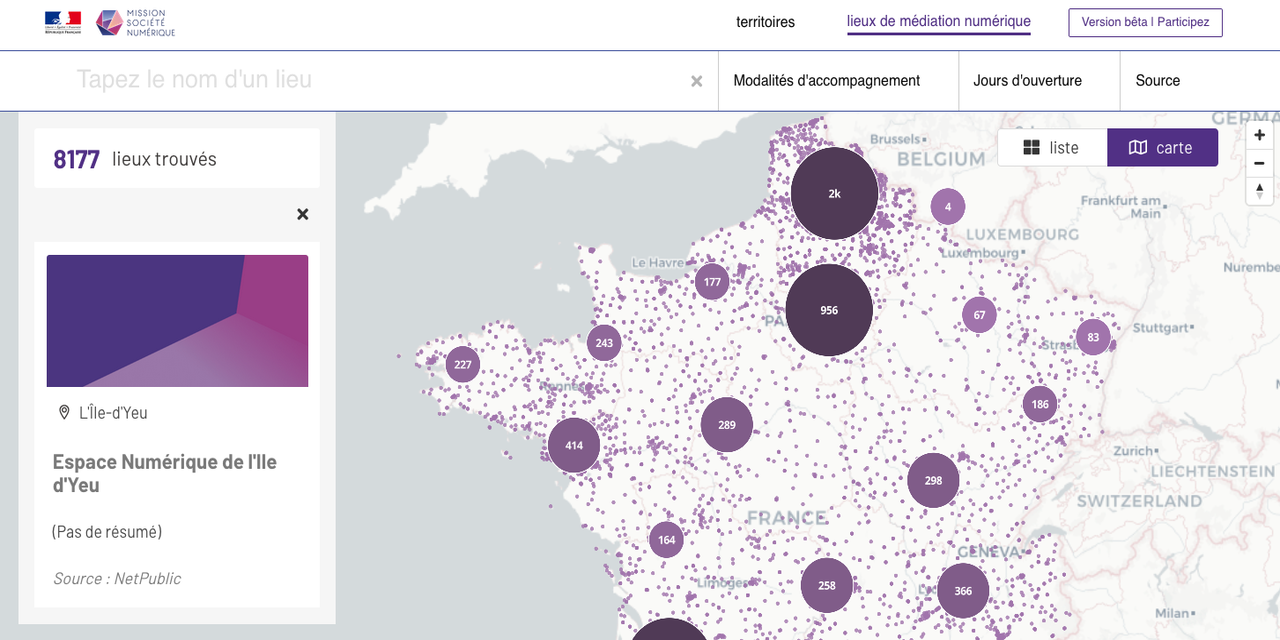 MISSION
SOCIÉTÉ
NUMÉRIQUE
territoires
lieux de médiation numérique
Version bêta | Participez
Tapez le nom d'un lieu
×
Modalités d'accompagnement
Jours d'ouverture
Source
8177 lieux trouvés
×
L'Île-d'Yeu
Espace Numérique de l'Ile
d'Yeu
(Pas de résumé)
Source : NetPublic
liste
carte
+
−
Brussels
BELGIUM
2k
4
Frankfurt am
Main
LUXEMBOURG
Luxembourg
Le Havre
177
956
67
83
Stuttgart
243
227
Rennes
186
289
414
Zurich
LIECHTENSTEIN
298
SWITZERLAND
FRANCE
164
GENEVA
Limoges
258
366
Milan